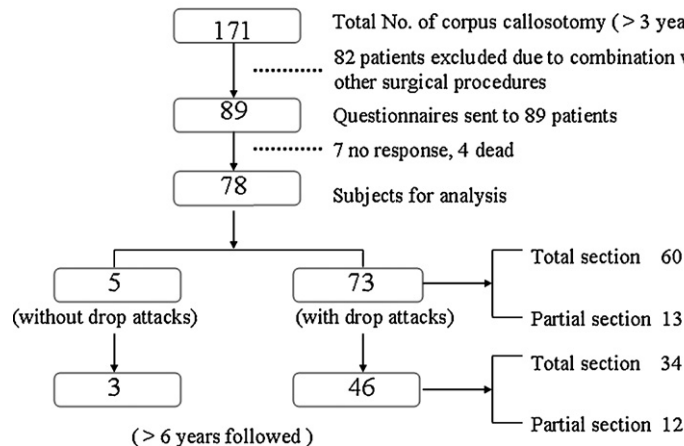 171
Total No. of corpus callosotomy ( > 3
82 patients excluded due to combination
other surgical procedures
89
Questionnaires sent to 89 patients
7 no response, 4 dead
78
Subjects for analysis
5
73
Total section 60
(without drop attacks)
(with drop attacks)
Partial section 13
3
46
Total section 34
Partial section 12
( > 6 years followed )